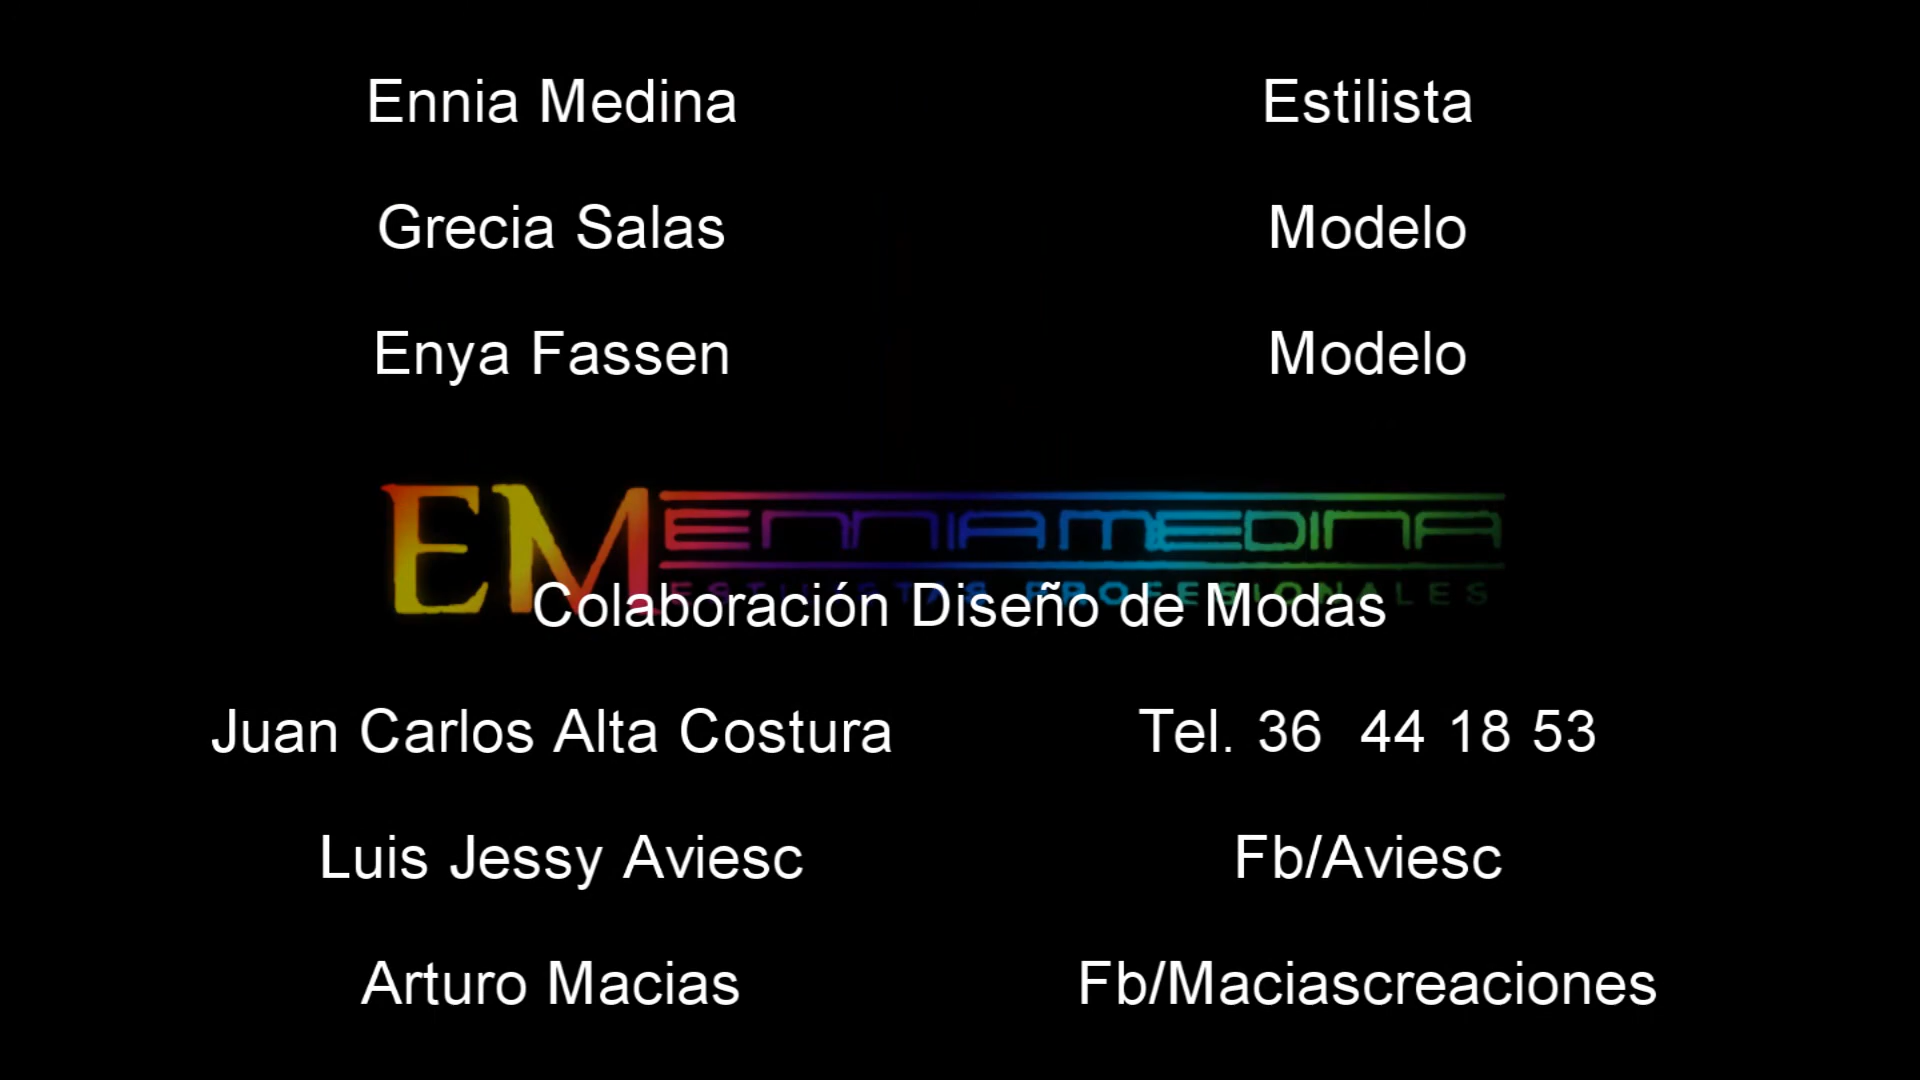 Ennia Medina Estilista
Grecia Salas Modelo
Enya Fassen Modelo
EM ENNIA MEDINA
ESTILISTAS PROFESIONALES
Colaboración Diseño de Modas
Juan Carlos Alta Costura Tel. 36 44 18 53
Luis Jessy Aviesc Fb/Aviesc
Arturo Macias Fb/Maciascreaciones